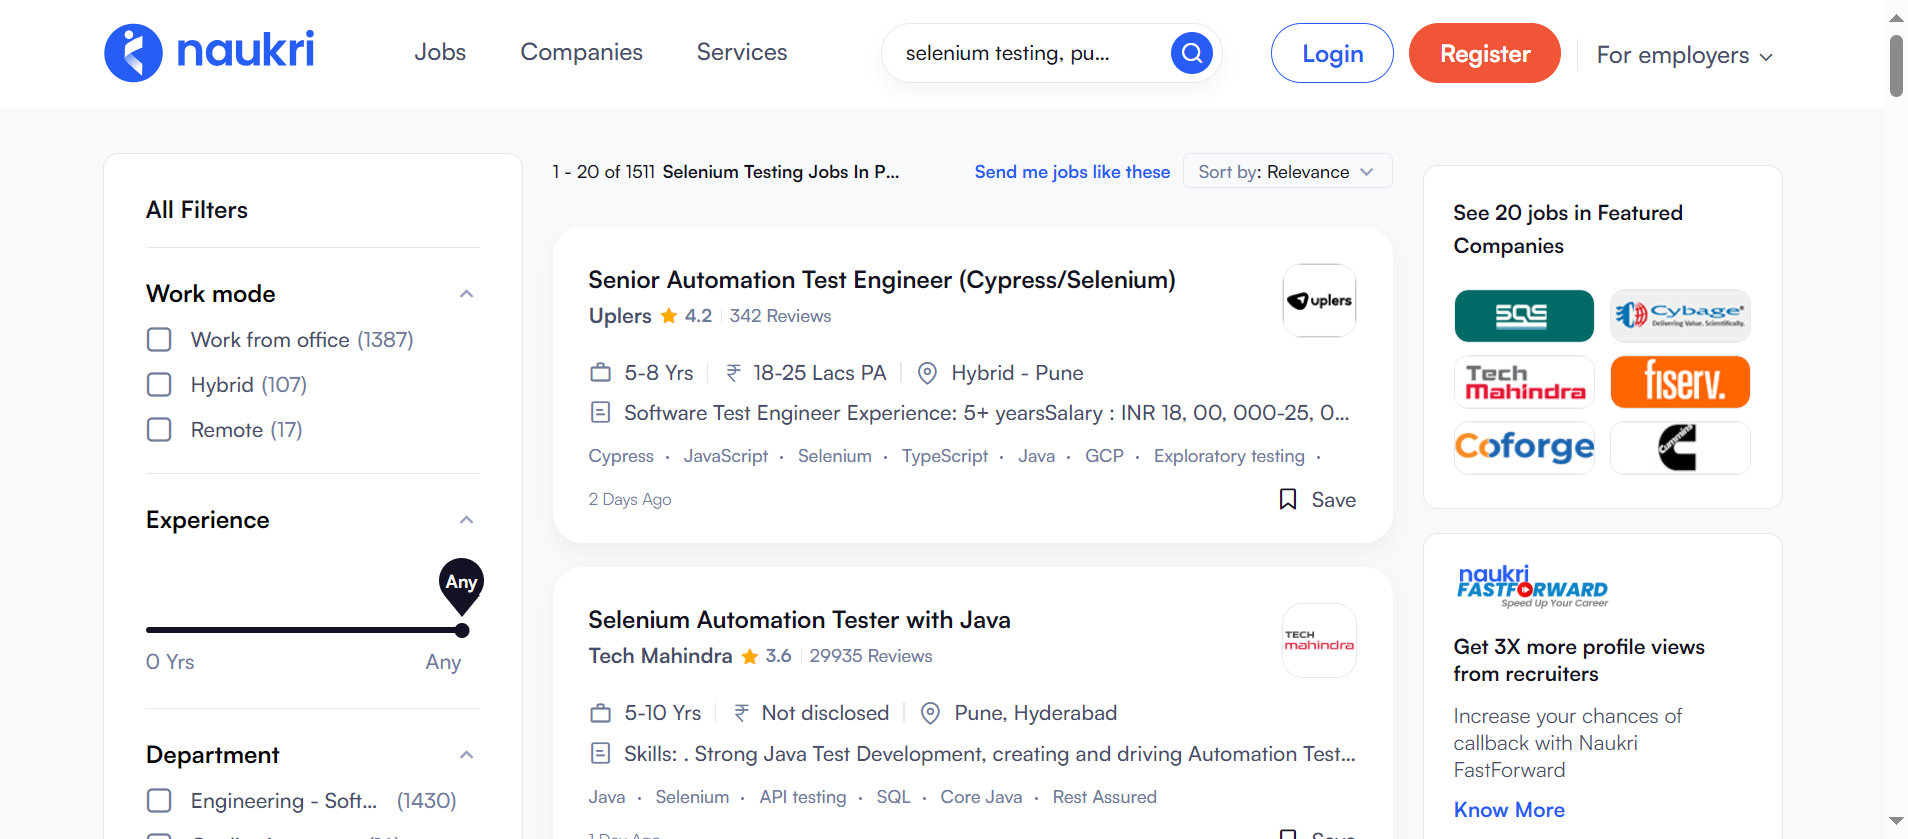 naukri
Jobs
Companies
Services
selenium testing, pu...
Login
Register
For employers
All Filters
Work mode
Work from office (1387)
Hybrid (107)
Remote (17)
Experience
Any
0 Yrs
Any
Department
Engineering - Soft... (1430)
1 - 20 of 1511 Selenium Testing Jobs In P...
Send me jobs like these
Sort by: Relevance
Senior Automation Test Engineer (Cypress/Selenium)
Uplers 4.2 342 Reviews
uplers
5-8 Yrs ₹ 18-25 Lacs PA Hybrid - Pune
Software Test Engineer Experience: 5+ yearsSalary : INR 18, 00, 000-25, 0...
Cypress · JavaScript · Selenium · TypeScript · Java · GCP · Exploratory testing ·
2 Days Ago
Save
Selenium Automation Tester with Java
Tech Mahindra 3.6 29935 Reviews
TECH
mahindra
5-10 Yrs ₹ Not disclosed Pune, Hyderabad
Skills: . Strong Java Test Development, creating and driving Automation Test...
Java · Selenium · API testing · SQL · Core Java · Rest Assured
1 Day Ago
Save
See 20 jobs in Featured
Companies
SQS
Cybage
Delivering Value. Scientifically.
Tech
Mahindra
fiserv.
Coforge
Cummins
naukri
FASTFORWARD
Speed Up Your Career
Get 3X more profile views
from recruiters
Increase your chances of
callback with Naukri
FastForward
Know More